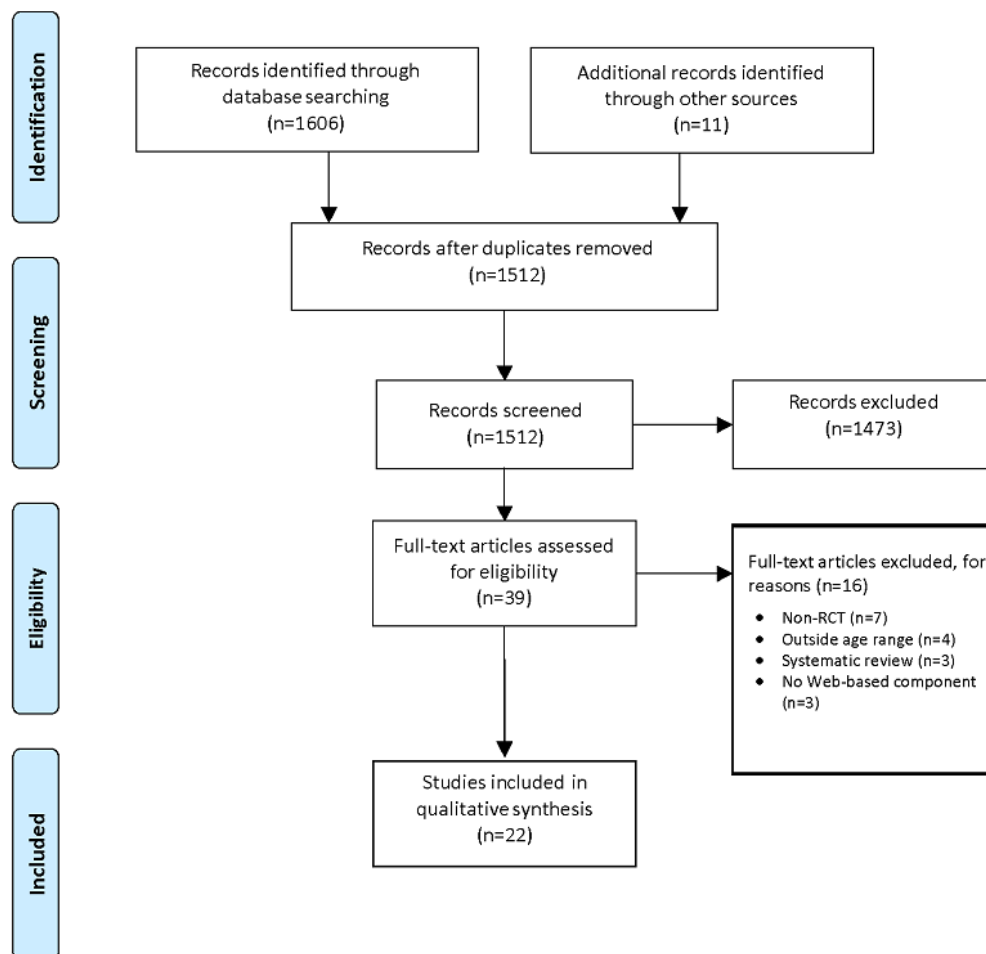 Identification
Records identified through
database searching
(n=1606)
Additional records identified
through other sources
(n=11)
Records after duplicates removed
(n=1512)
Screening
Records screened
(n=1512)
Records excluded
(n=1473)
Eligibility
Full-text articles assessed
for eligibility
(n=39)
Full-text articles excluded, for
reasons (n=16)
• Non-RCT (n=7)
• Outside age range (n=4)
• Systematic review (n=3)
• No Web-based component
(n=3)
Included
Studies included in
qualitative synthesis
(n=22)